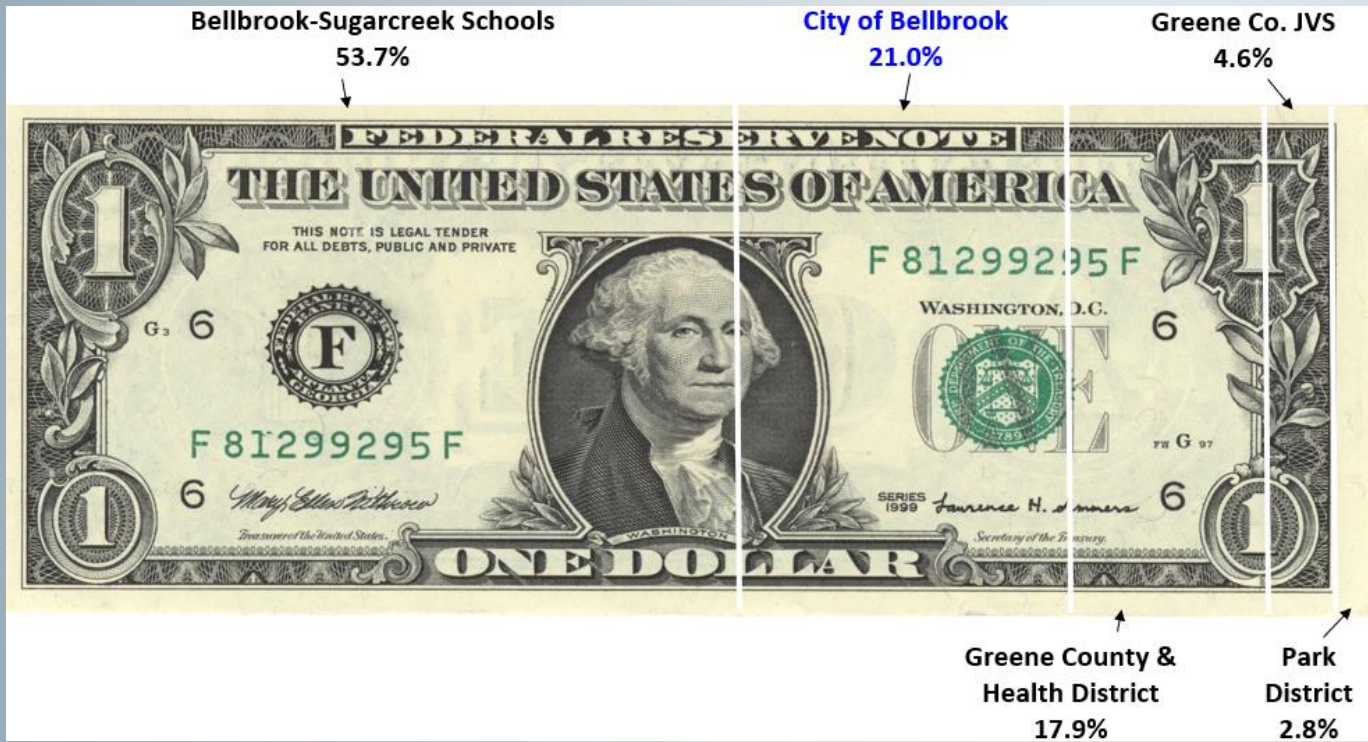 Bellbrook-Sugarcreek Schools
53.7%
City of Bellbrook
21.0%
Greene Co. JVS
4.6%
FEDERAL RESERVE NOTE
THE UNITED STATES OF AMERICA
1
1
THIS NOTE IS LEGAL TENDER
FOR ALL DEBTS, PUBLIC AND PRIVATE
F 81299295 F
WASHINGTON, D.C.
G3 6
F
6
ONE
F 81299295 F
FW G 97
6
SERIES
1999
6
Treasurer of the United States.
WASHINGTON
Secretary of the Treasury.
1
ONE DOLLAR
1
Greene County &
Health District
17.9%
Park
District
2.8%